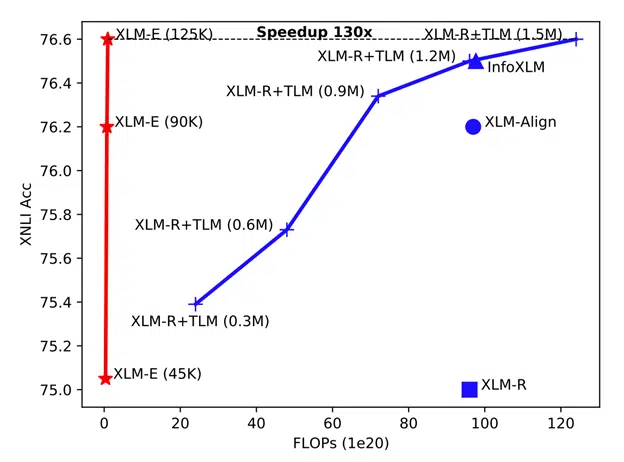 Speedup 130x
XLM-E (125K)
XLM-R+TLM (1.5M)
XLM-R+TLM (1.2M)
InfoXLM
XLM-R+TLM (0.9M)
XLM-E (90K)
XLM-Align
XLM-R+TLM (0.6M)
XLM-R+TLM (0.3M)
XLM-E (45K)
XLM-R
XNLI Acc
76.6
76.4
76.2
76.0
75.8
75.6
75.4
75.2
75.0
0 20 40 60 80 100 120
FLOPs (1e20)